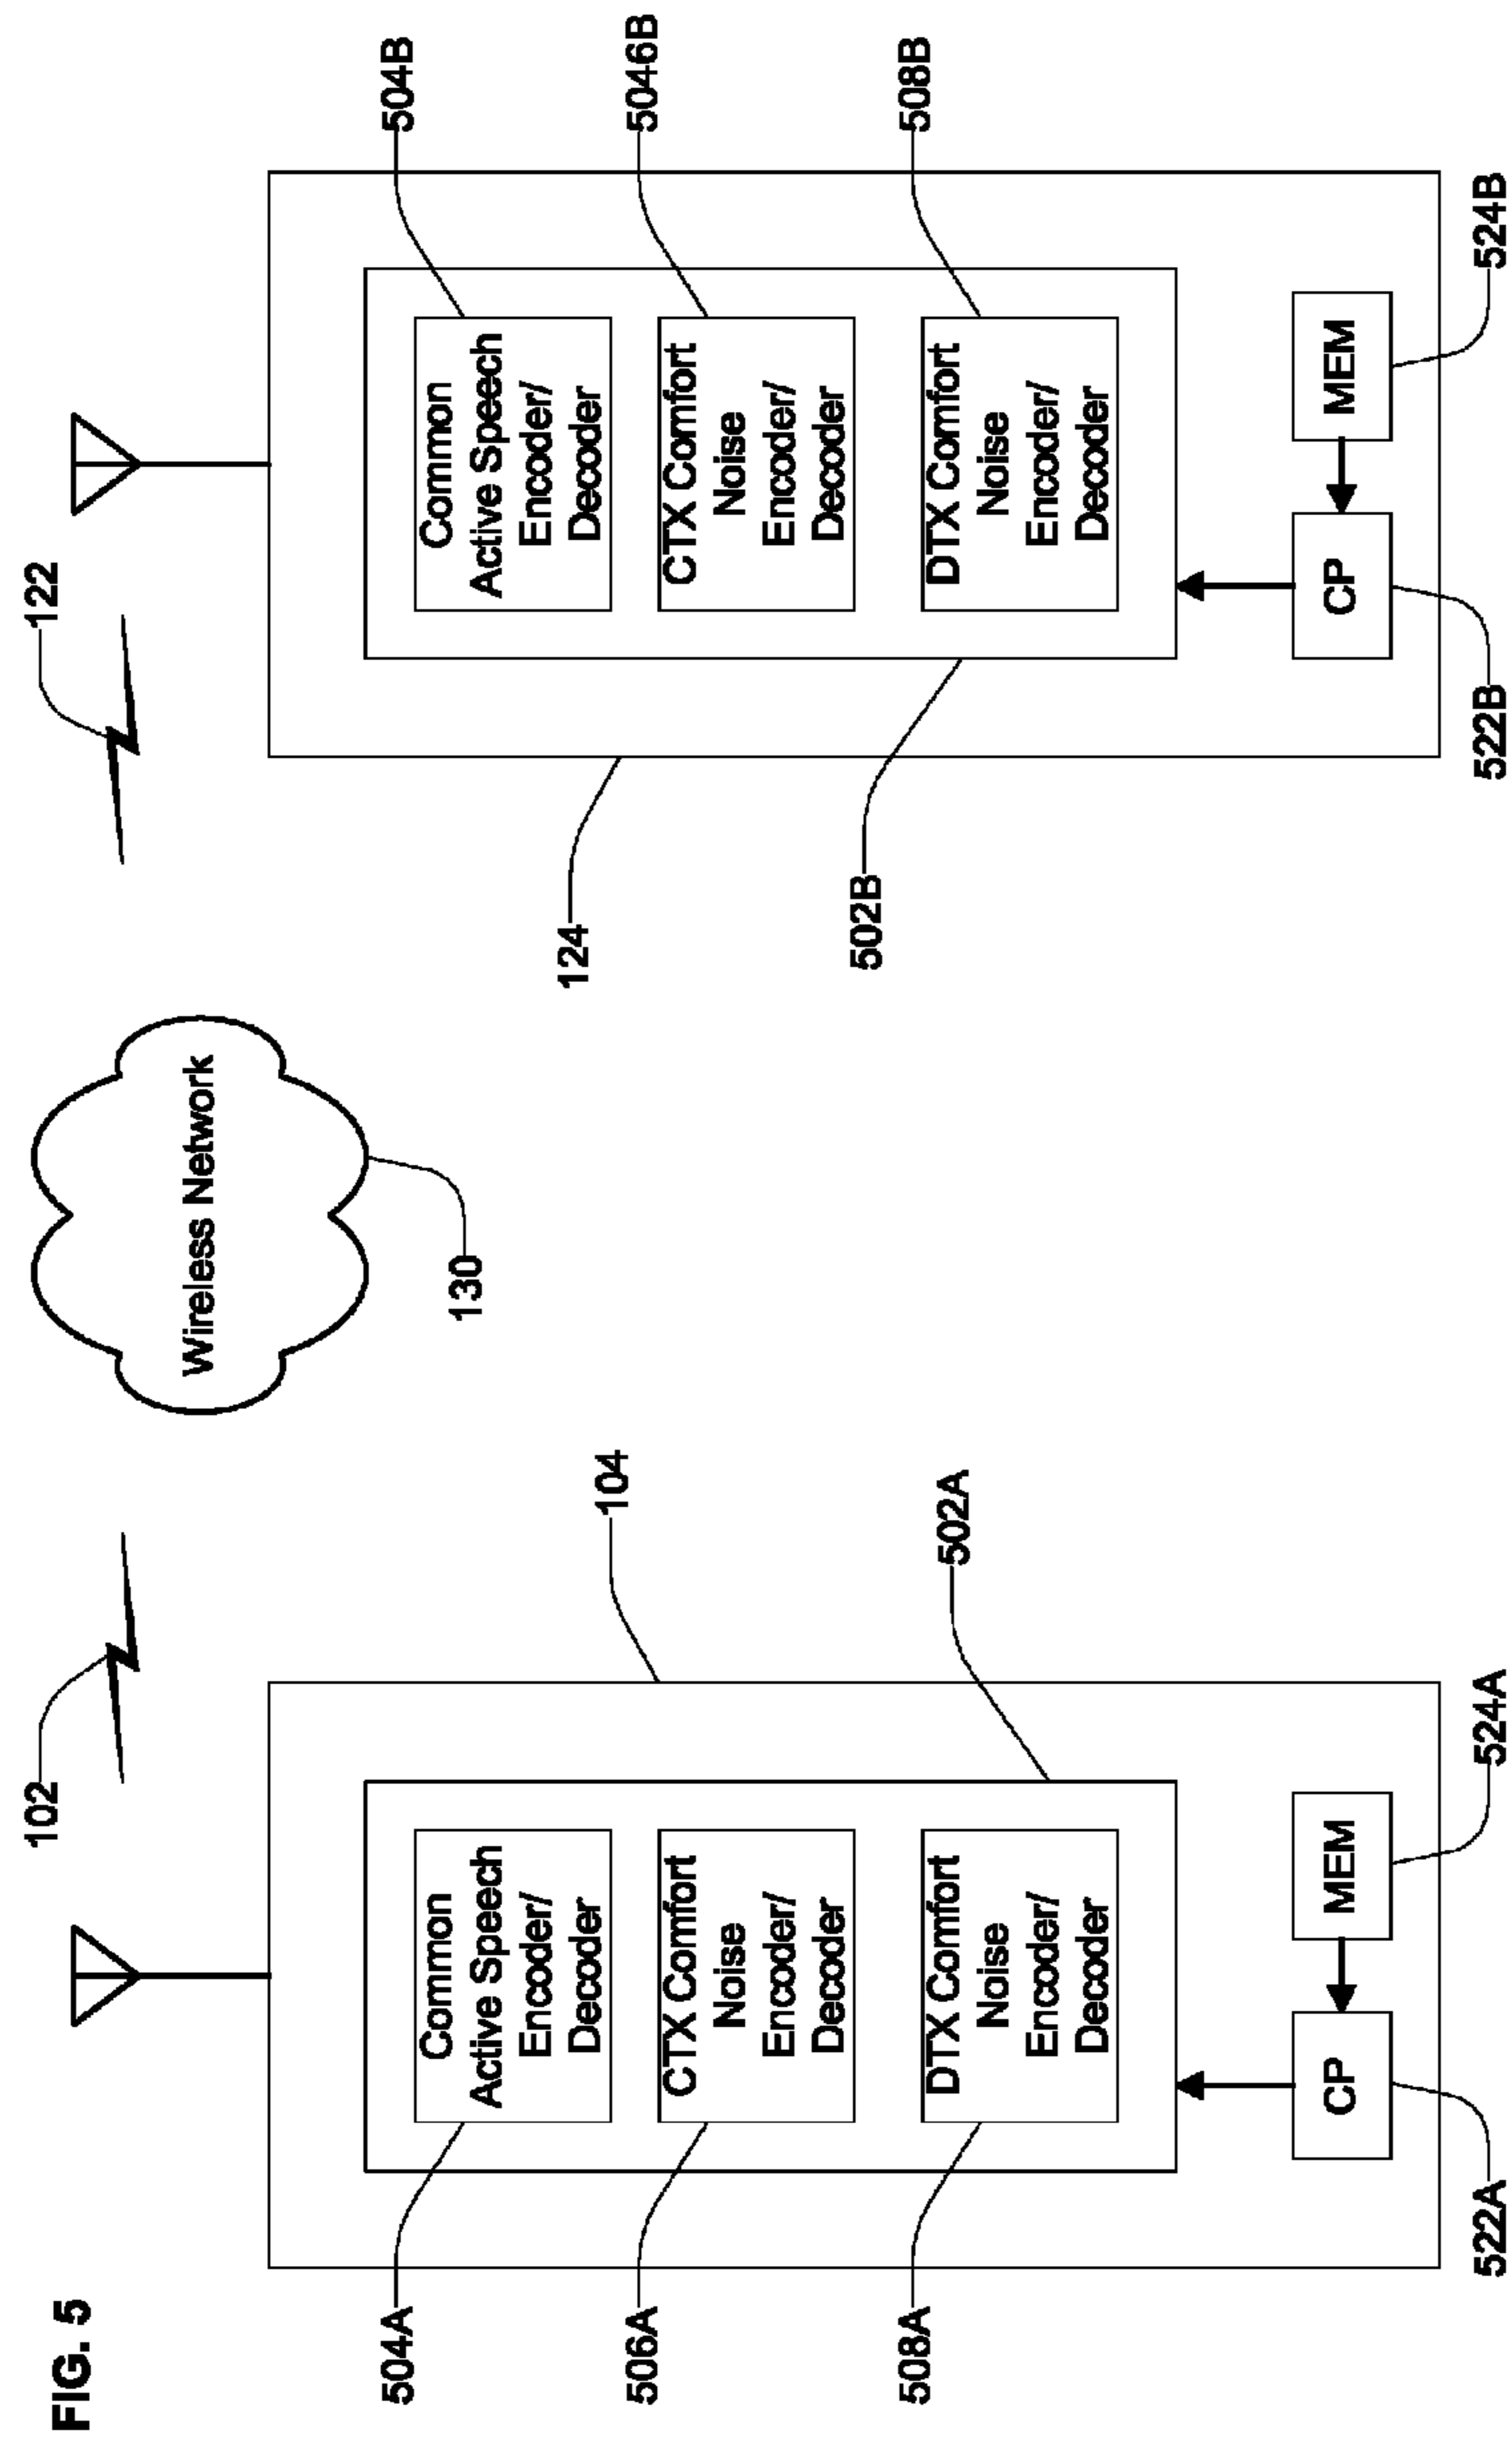 FIG. 5
102
122
Wireless Network
130
104
124
504A
Common
Active Speech
Encoder/
Decoder
506A
CTX Comfort
Noise
Encoder/
Decoder
508A
DTX Comfort
Noise
Encoder/
Decoder
502A
CP
MEM
522A
524A
504B
Common
Active Speech
Encoder/
Decoder
5046B
CTX Comfort
Noise
Encoder/
Decoder
508B
DTX Comfort
Noise
Encoder/
Decoder
502B
CP
MEM
522B
524B